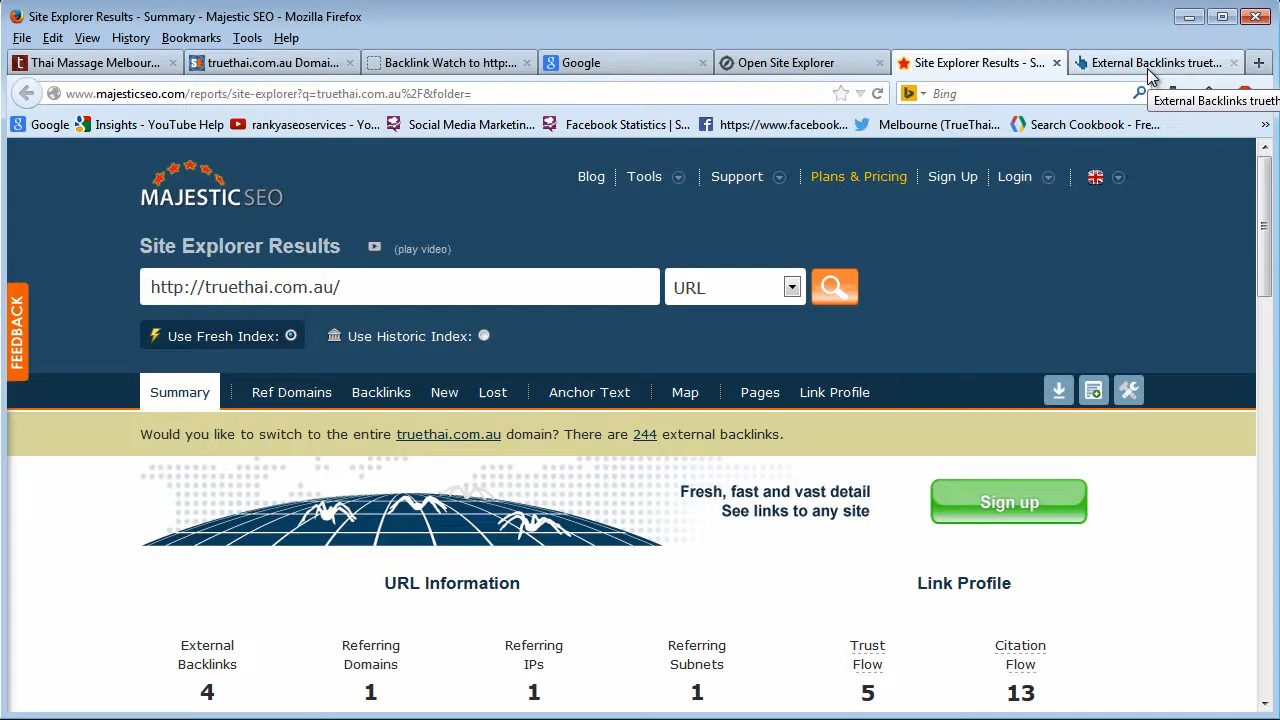 Site Explorer Results - Summary - Majestic SEO - Mozilla Firefox
File Edit View History Bookmarks Tools Help
Thai Massage Melbour... truethai.com.au Domai... Backlink Watch to http:... Google Open Site Explorer Site Explorer Results - S... External Backlinks truet...
www.majesticseo.com/reports/site-explorer?q=truethai.com.au%2F&folder= Bing
External Backlinks trueth
Google Insights - YouTube Help rankyaseoservices - Yo... Social Media Marketin... Facebook Statistics | S... https://www.facebook... Melbourne (TrueThai... Search Cookbook - Fre...
MAJESTIC SEO
Blog Tools Support Plans & Pricing Sign Up Login
Site Explorer Results (play video)
http://truethai.com.au/ URL
FEEDBACK
Use Fresh Index: Use Historic Index:
Summary Ref Domains Backlinks New Lost Anchor Text Map Pages Link Profile
Would you like to switch to the entire truethai.com.au domain? There are 244 external backlinks.
Fresh, fast and vast detail
See links to any site
Sign up
URL Information Link Profile
External Referring Referring Referring Trust Citation
Backlinks Domains IPs Subnets Flow Flow
4 1 1 1 5 13